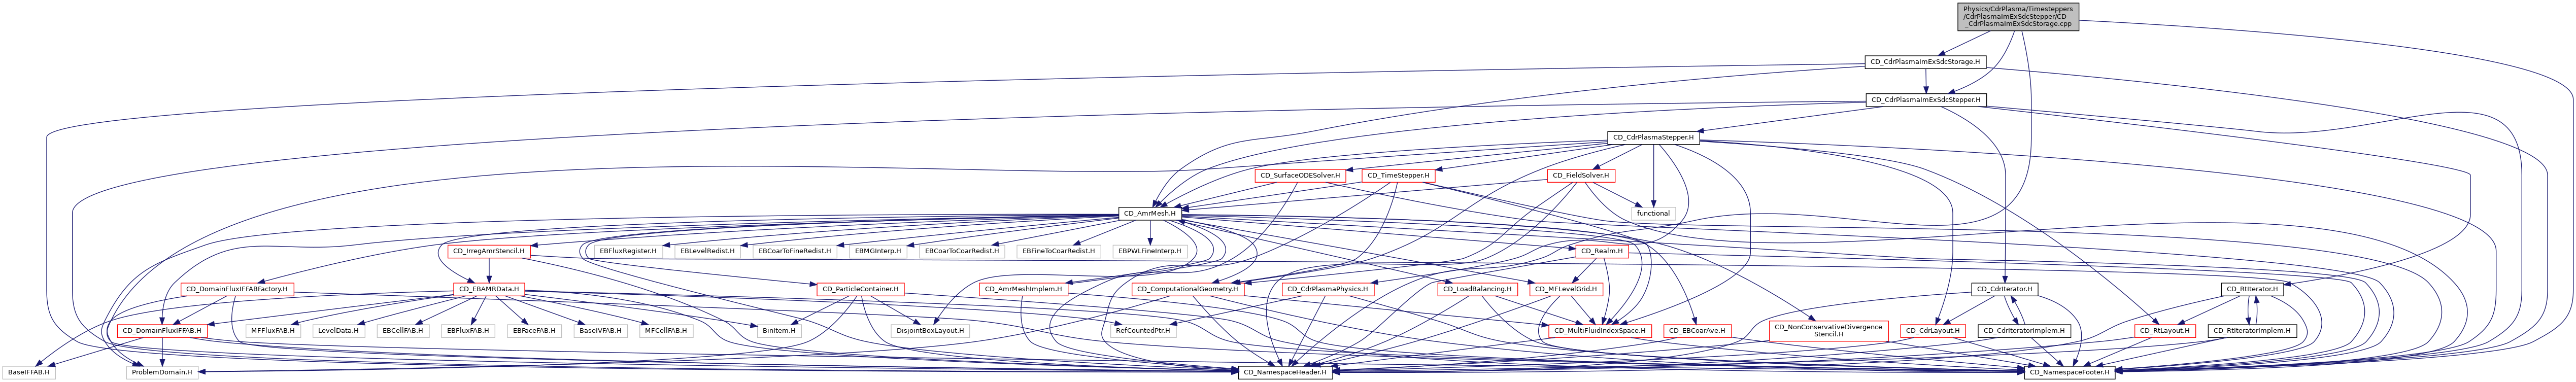 Physics/CdrPlasma/Timesteppers
/CdrPlasmaImExSdcStepper/CD
_CdrPlasmaImExSdcStorage.cpp
CD_CdrPlasmaImExSdcStorage.H
CD_CdrPlasmaImExSdcStepper.H
CD_CdrPlasmaStepper.H
CD_SurfaceODESolver.H
CD_TimeStepper.H
CD_FieldSolver.H
CD_AmrMesh.H
functional
CD_IrregAmrStencil.H
EBFluxRegister.H
EBLevelRedist.H
EBCoarToFineRedist.H
EBMGInterp.H
EBCoarToCoarRedist.H
EBFineToCoarRedist.H
EBPWLFineInterp.H
CD_Realm.H
CD_DomainFluxIFFABFactory.H
CD_EBAMRData.H
CD_ParticleContainer.H
CD_AmrMeshImplem.H
CD_ComputationalGeometry.H
CD_CdrPlasmaPhysics.H
CD_LoadBalancing.H
CD_MFLevelGrid.H
CD_CdrIterator.H
CD_RtIterator.H
CD_DomainFluxIFFAB.H
MFFluxFAB.H
LevelData.H
EBCellFAB.H
EBFluxFAB.H
EBFaceFAB.H
BaseIVFAB.H
MFCellFAB.H
BinItem.H
DisjointBoxLayout.H
RefCountedPtr.H
CD_MultiFluidIndexSpace.H
CD_EBCoarAve.H
CD_NonConservativeDivergence
Stencil.H
CD_CdrLayout.H
CD_CdrIteratorImplem.H
CD_RtLayout.H
CD_RtIteratorImplem.H
BaseIFFAB.H
ProblemDomain.H
CD_NamespaceHeader.H
CD_NamespaceFooter.H